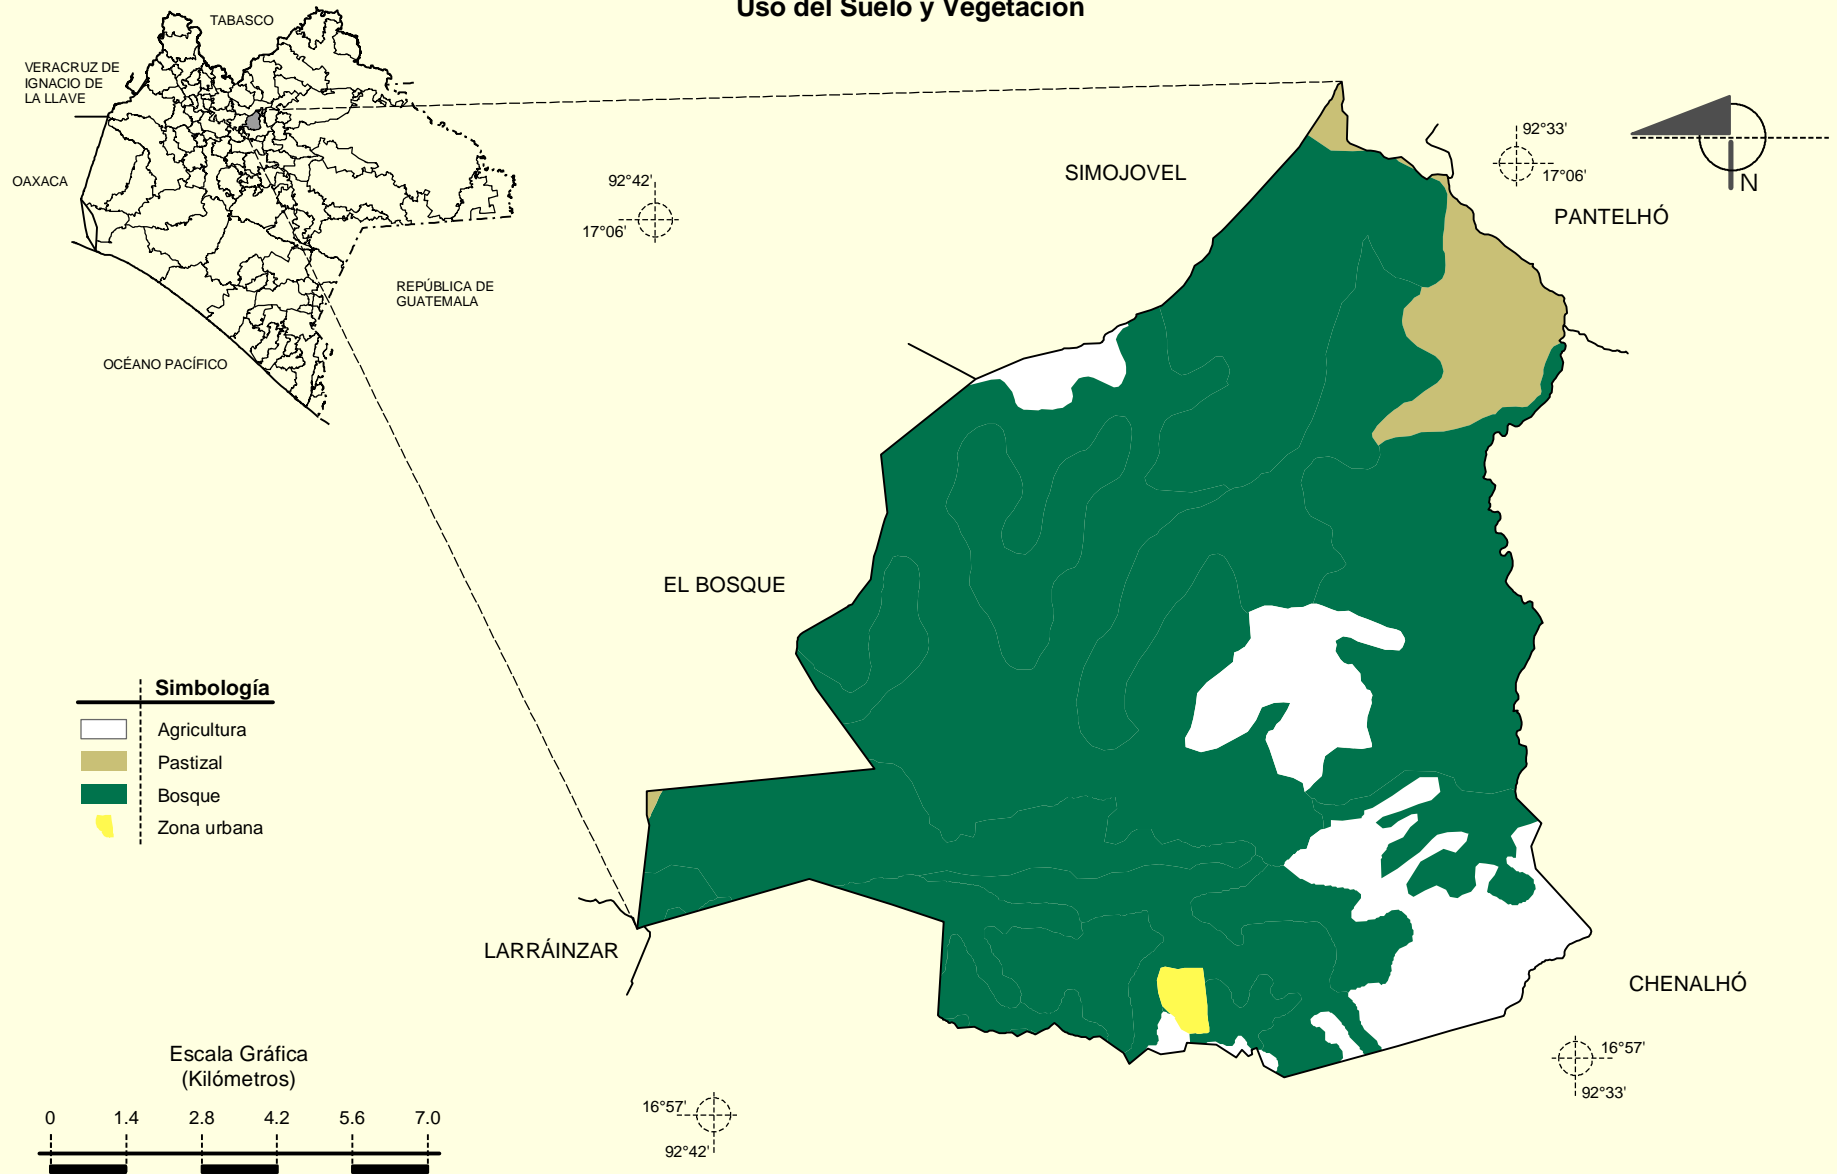 Uso del Suelo y Vegetación
TABASCO
VERACRUZ DE
IGNACIO DE
LA LLAVE
OAXACA
REPÚBLICA DE
GUATEMALA
OCÉANO PACÍFICO
92°42'
17°06'
SIMOJOVEL
92°33'
17°06'
N
PANTELHÓ
EL BOSQUE
Simbología
Agricultura
Pastizal
Bosque
Zona urbana
LARRÁINZAR
CHENALHÓ
Escala Gráfica
(Kilómetros)
0 1.4 2.8 4.2 5.6 7.0
16°57'
92°42'
16°57'
92°33'